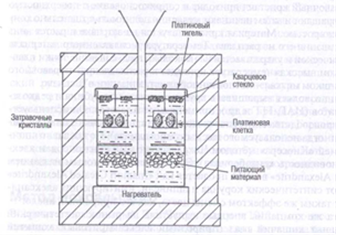 Платиновый
тигель
Кварцевое
стекло
Затравочные
кристаллы
Платиновая
клетка
Питающий
материал
Нагреватель